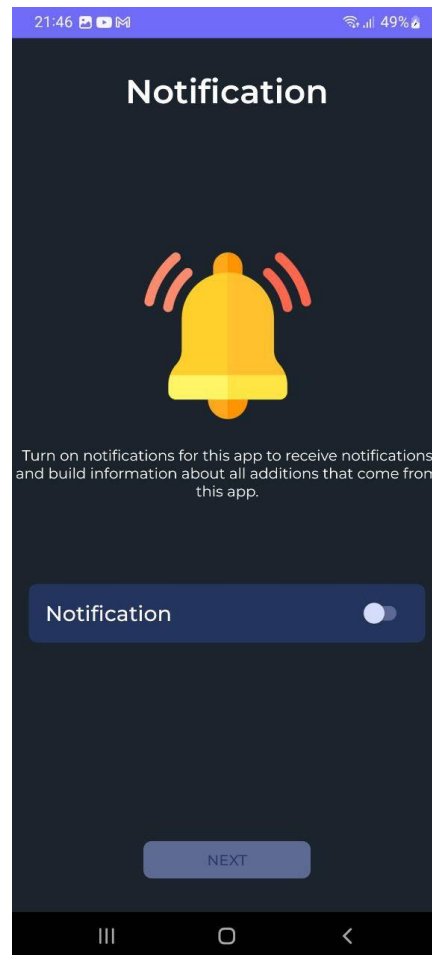 21:46 49%
Notification
Turn on notifications for this app to receive notifications
and build information about all additions that come from
this app.
Notification
NEXT